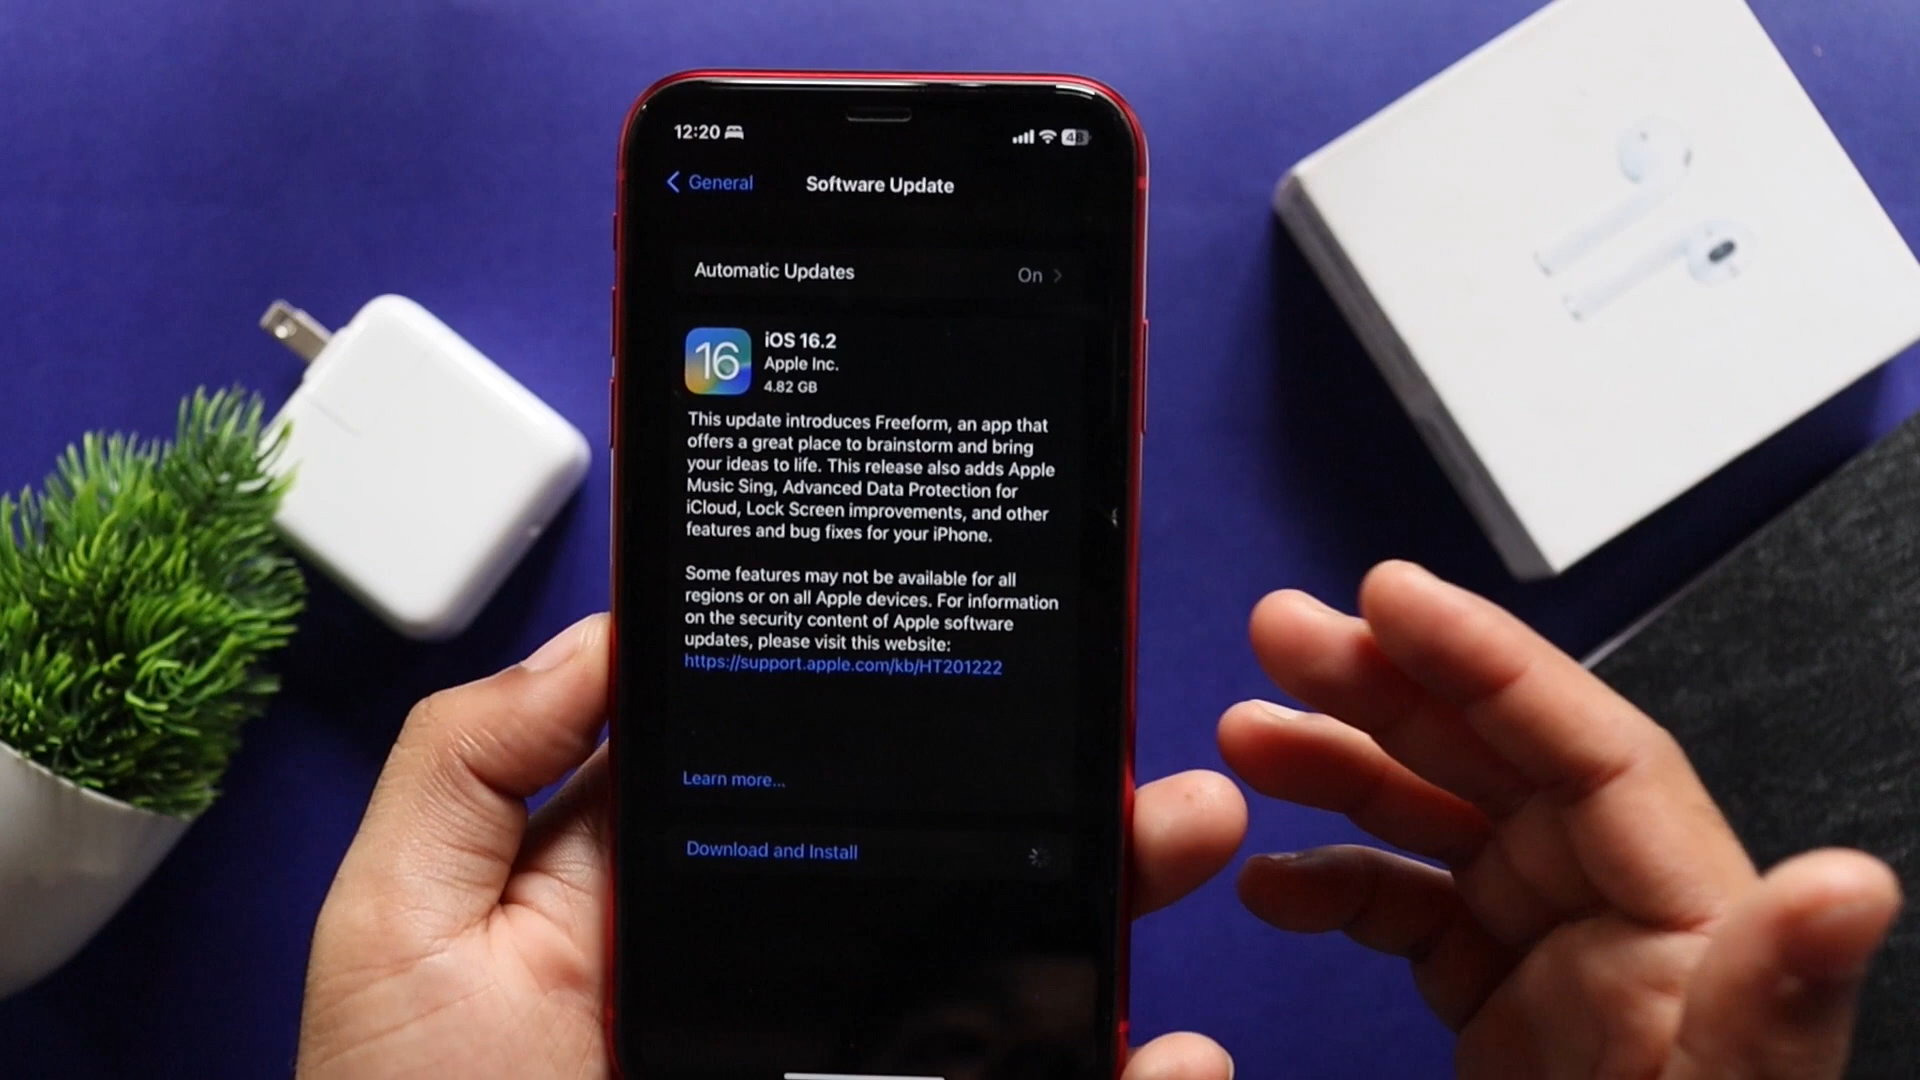 12:20
48
General
Software Update
Automatic Updates
On
16
iOS 16.2
Apple Inc.
4.82 GB
This update introduces Freeform, an app that
offers a great place to brainstorm and bring
your ideas to life. This release also adds Apple
Music Sing, Advanced Data Protection for
iCloud, Lock Screen improvements, and other
features and bug fixes for your iPhone.
Some features may not be available for all
regions or on all Apple devices. For information
on the security content of Apple software
updates, please visit this website:
https://support.apple.com/kb/HT201222
Learn more...
Download and Install